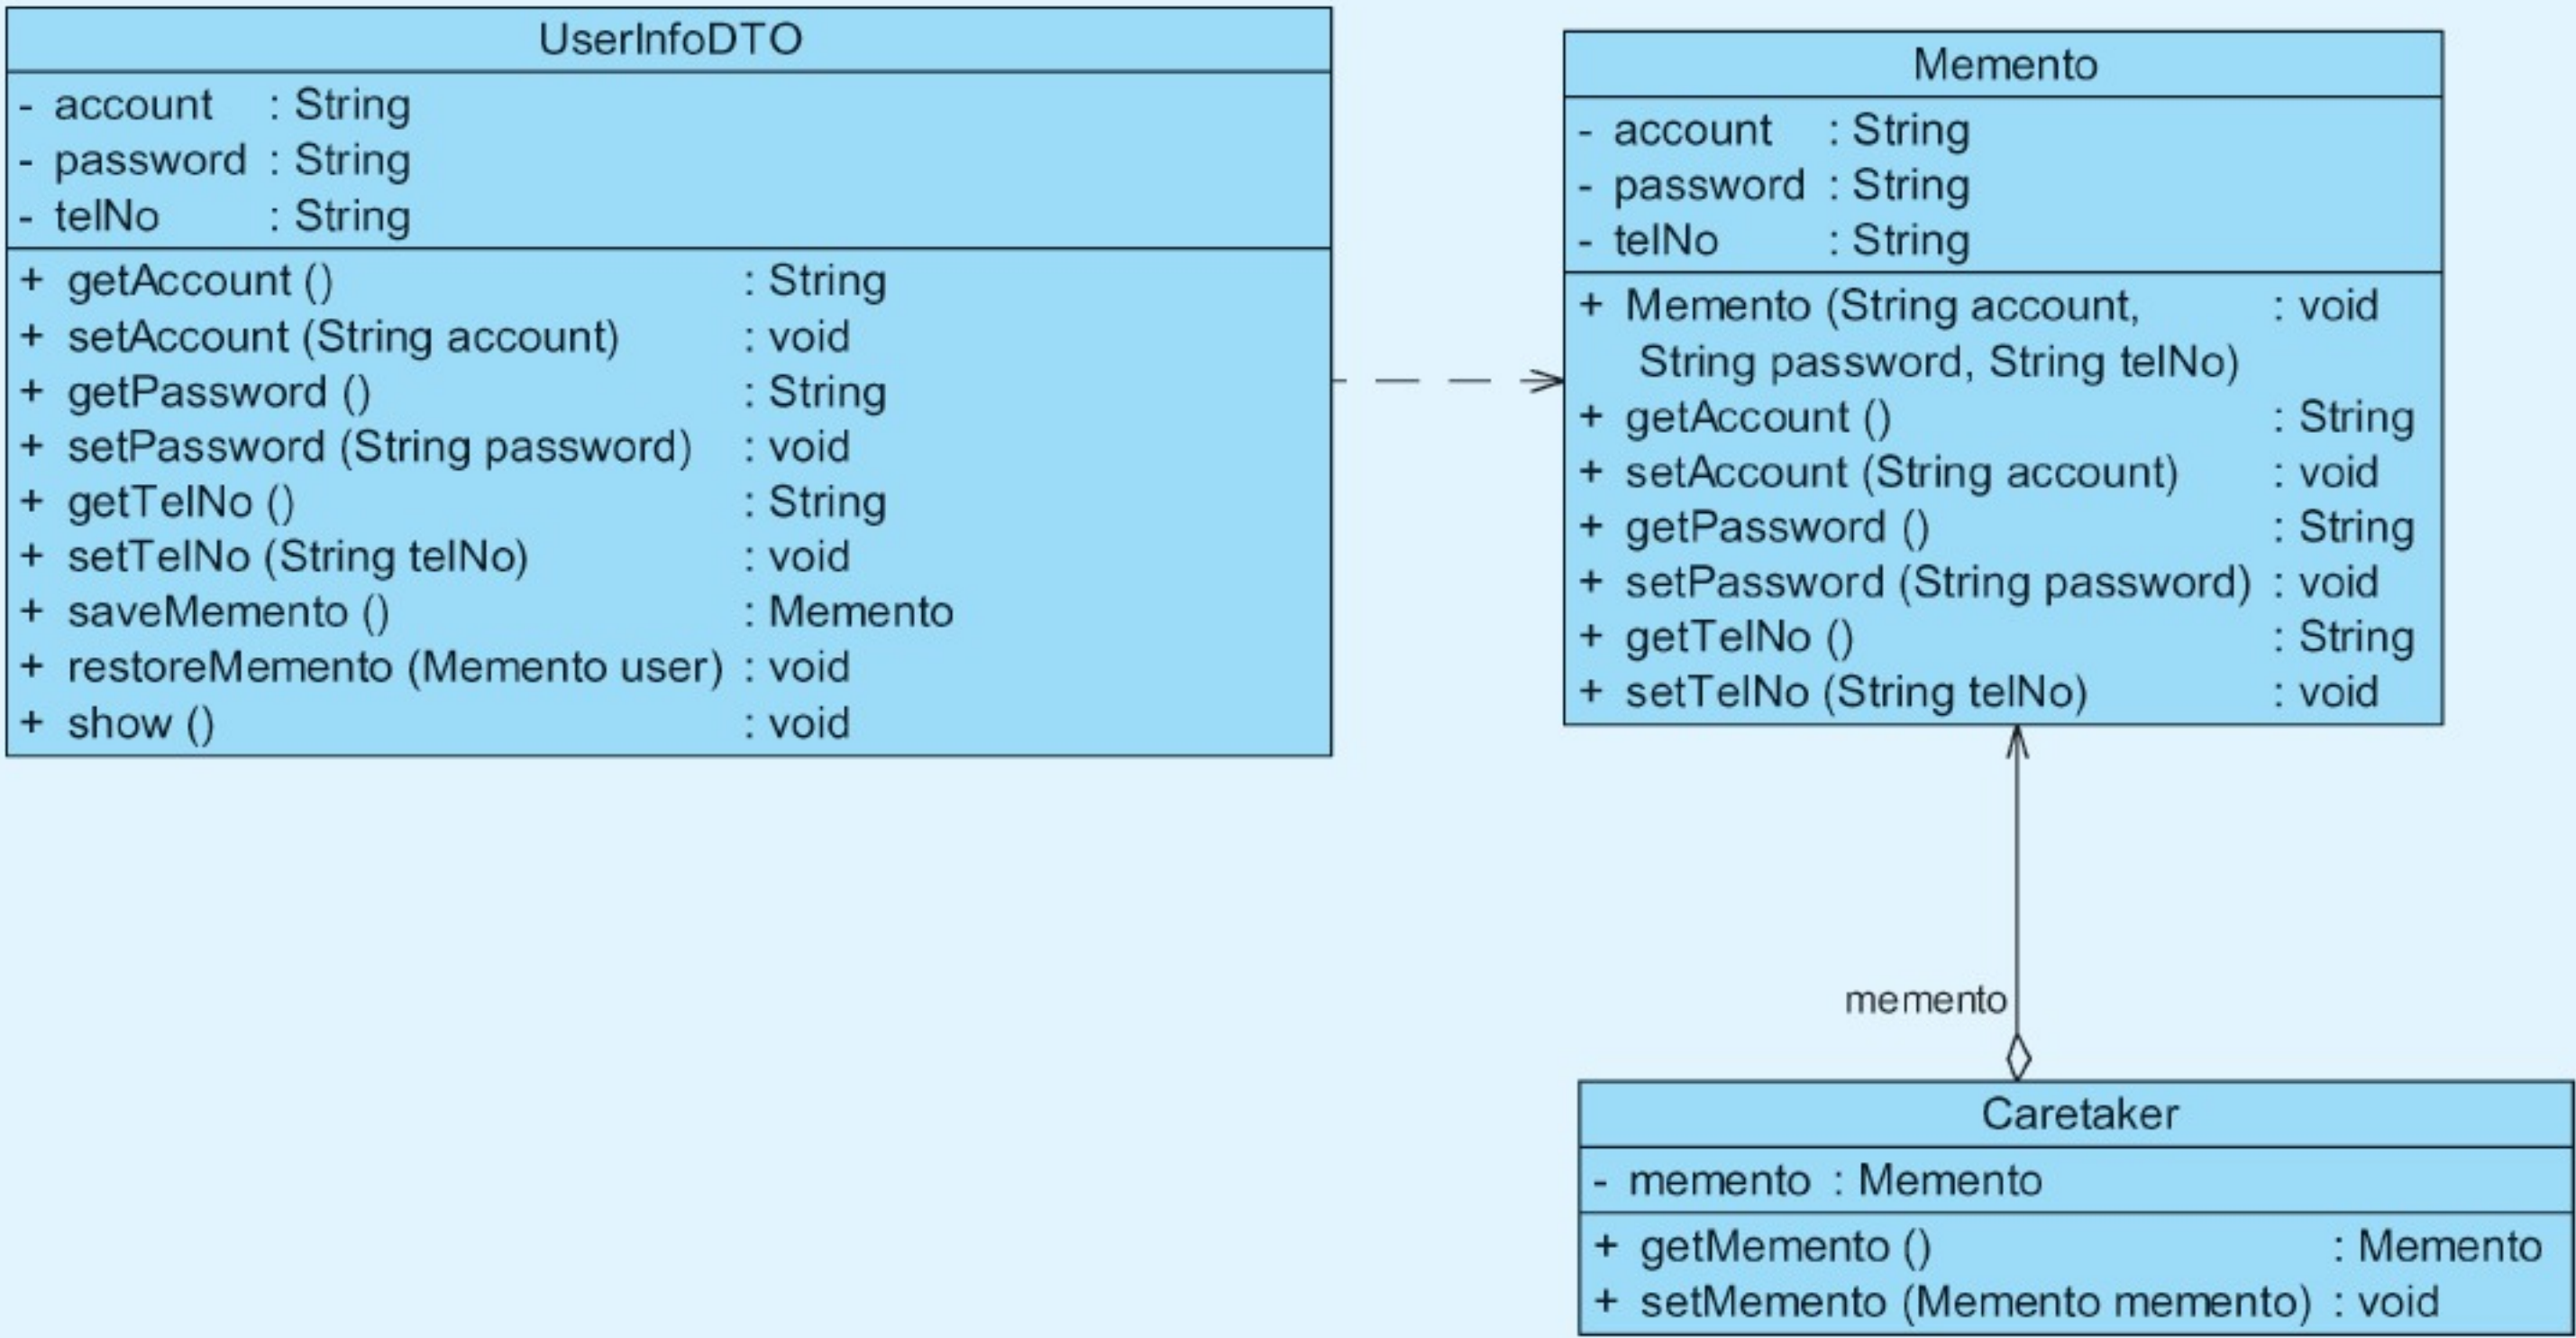 UserInfoDTO
- account : String
- password : String
- telNo : String
+ getAccount () : String
+ setAccount (String account) : void
+ getPassword () : String
+ setPassword (String password) : void
+ getTelNo () : String
+ setTelNo (String telNo) : void
+ saveMemento () : Memento
+ restoreMemento (Memento user) : void
+ show () : void
Memento
- account : String
- password : String
- telNo : String
+ Memento (String account, : void
String password, String telNo)
+ getAccount () : String
+ setAccount (String account) : void
+ getPassword () : String
+ setPassword (String password) : void
+ getTelNo () : String
+ setTelNo (String telNo) : void
memento
Caretaker
- memento : Memento
+ getMemento () : Memento
+ setMemento (Memento memento) : void